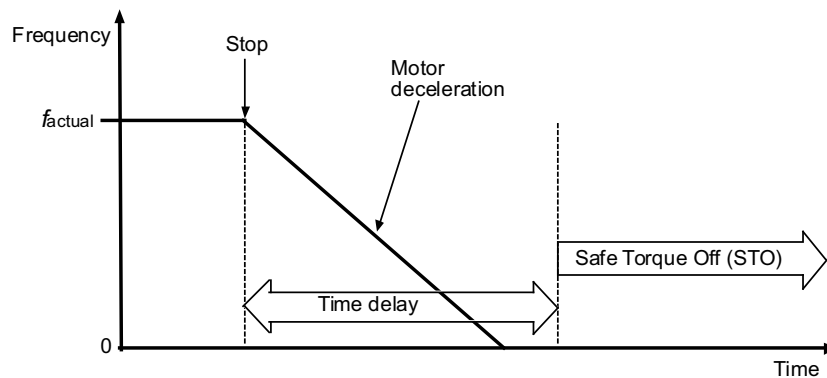 Frequency
Stop
Motor
deceleration
factual
Safe Torque Off (STO)
Time delay
0
Time